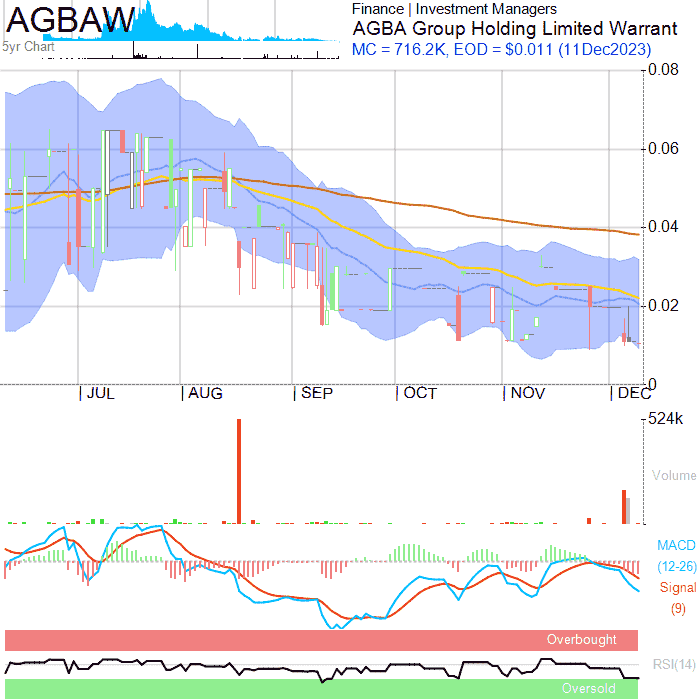 AGBAW
5yr Chart
Finance | Investment Managers
AGBA Group Holding Limited Warrant
MC = 716.2K, EOD = $0.011 (11Dec2023)
0.08
0.06
0.04
0.02
0
| JUL | AUG | SEP | OCT | NOV | DEC
524k
Volume
MACD
(12-26)
Signal
(9)
Overbought
RSI(14)
Oversold